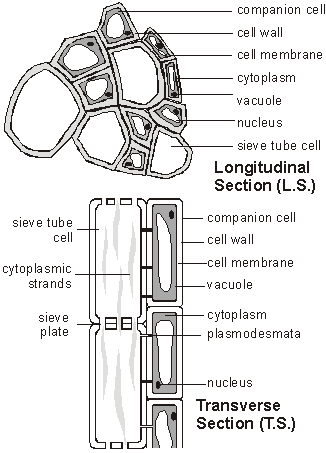 companion cell
cell wall
cell membrane
cytoplasm
vacuole
nucleus
sieve tube cell
Longitudinal
Section (L.S.)
sieve tube
cell
cytoplasmic
strands
sieve
plate
companion cell
cell wall
cell membrane
vacuole
cytoplasm
plasmodesmata
nucleus
Transverse
Section (T.S.)